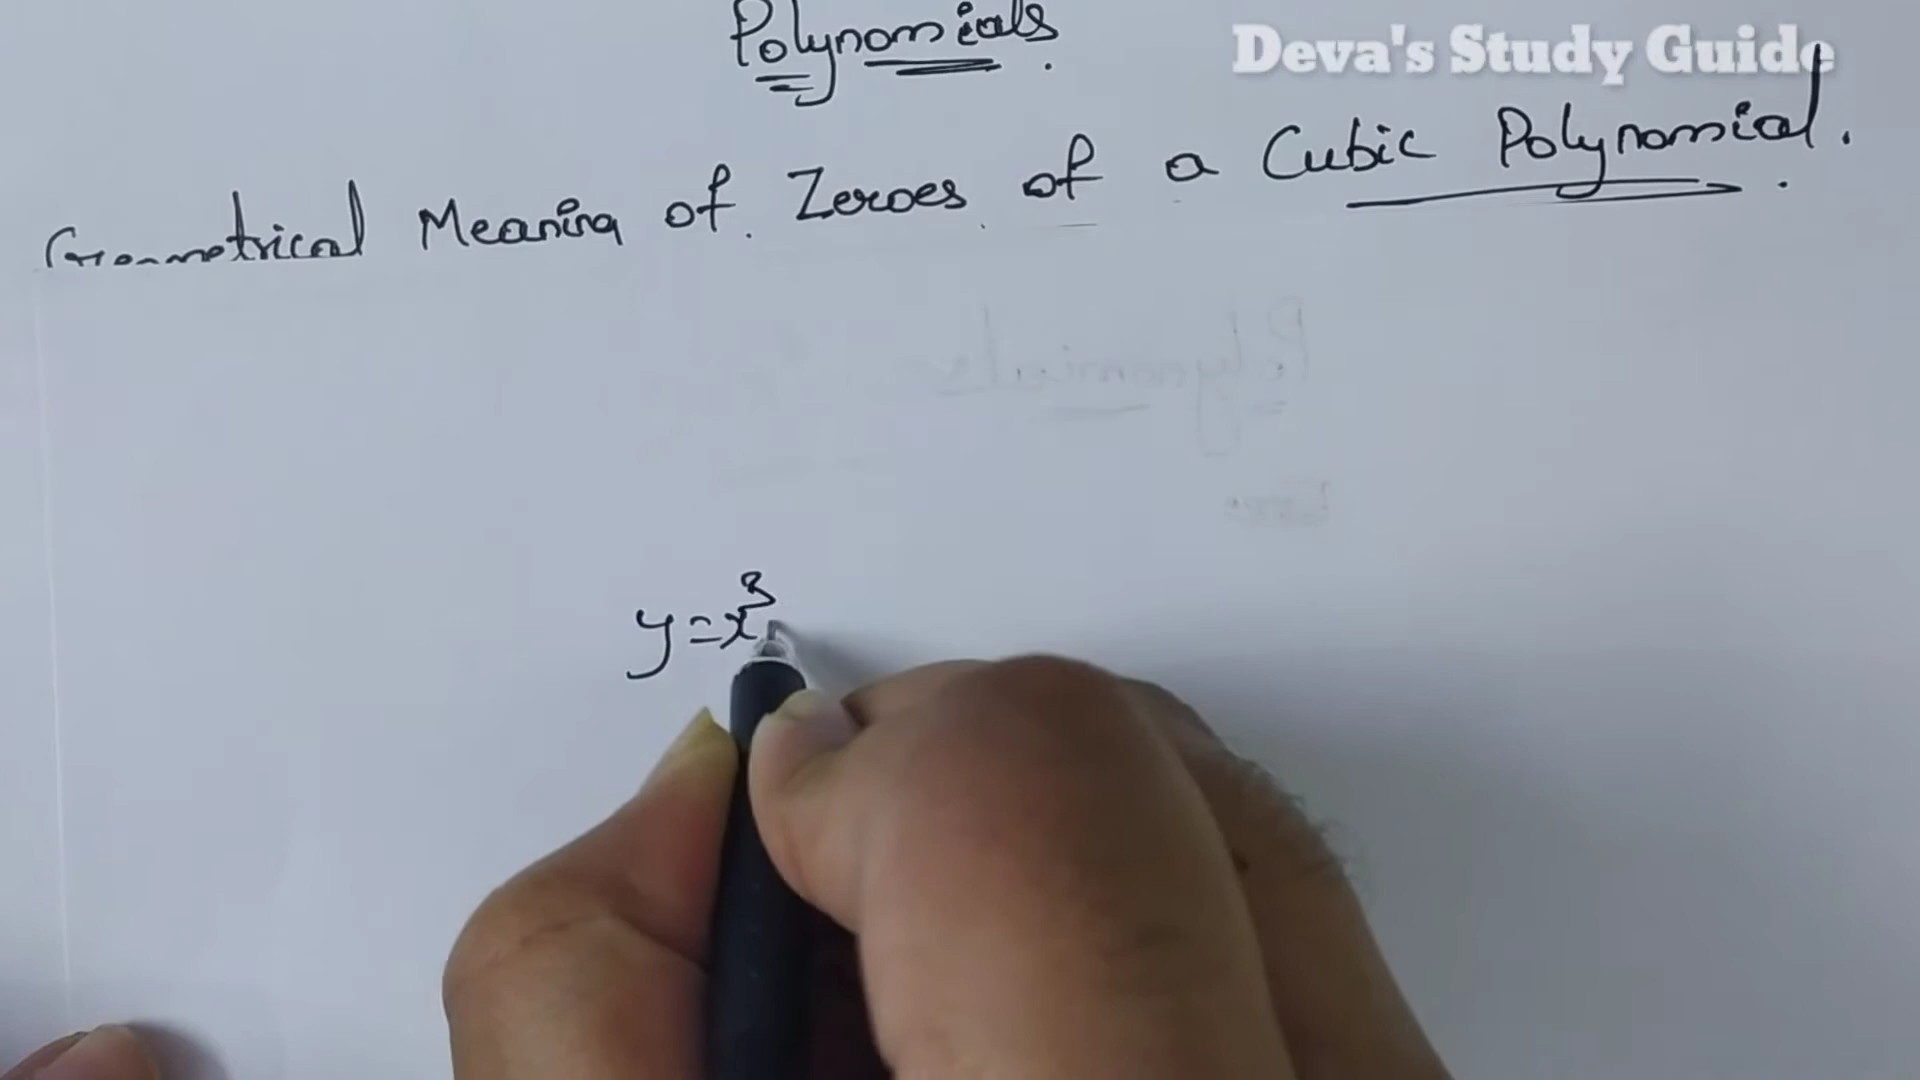 Polynomials.
Deva's Study Guide
Geometrical Meaning of Zeroes of a Cubic Polynomial.
y=x³